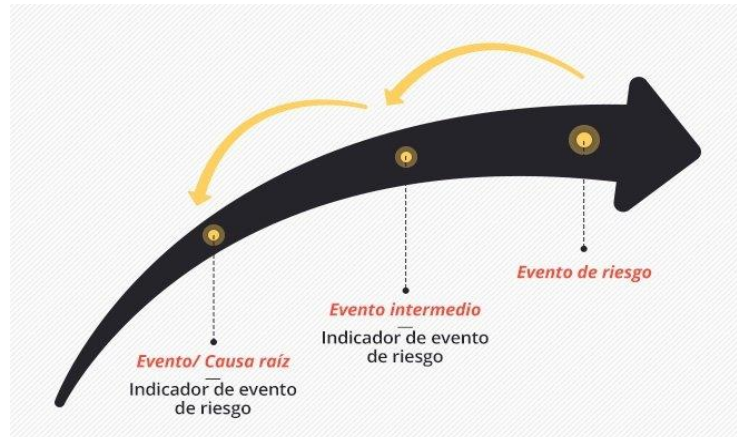 Evento/ Causa raíz
Indicador de evento
de riesgo
Evento intermedio
Indicador de evento
de riesgo
Evento de riesgo